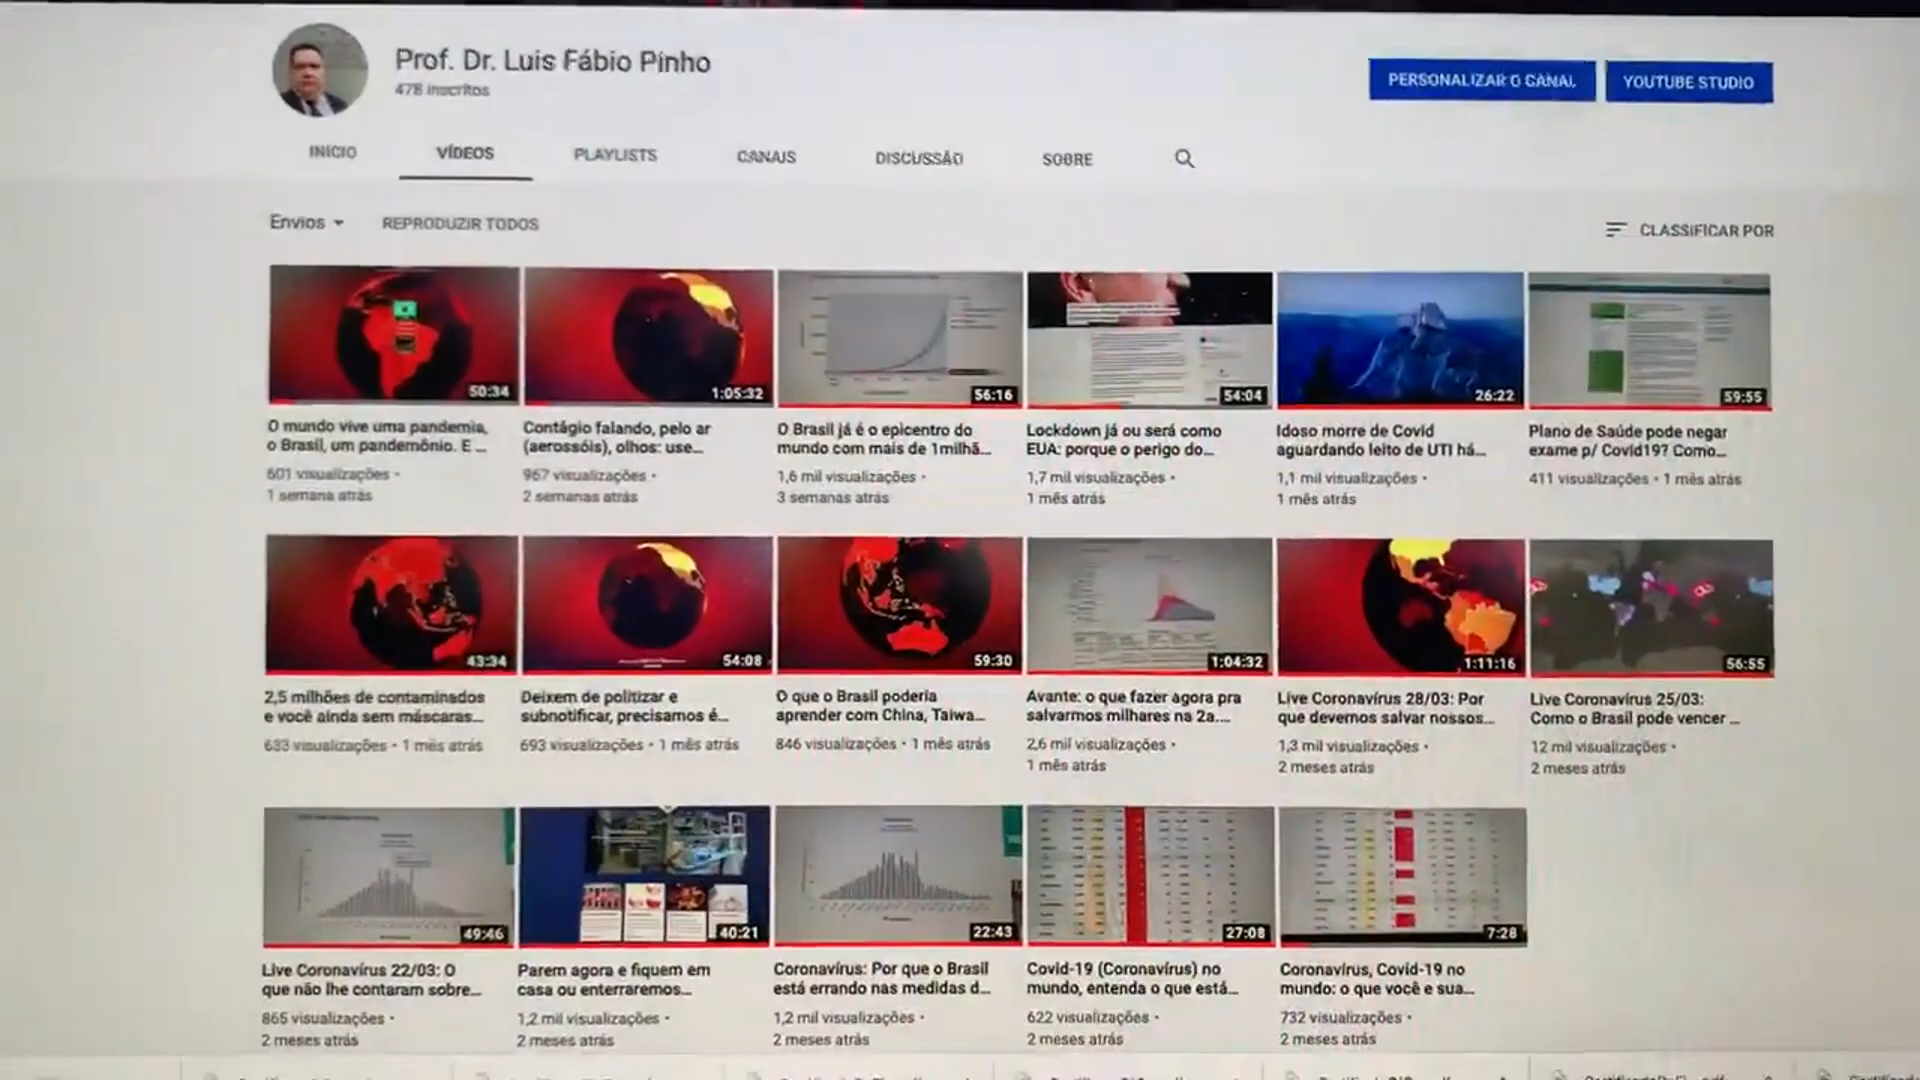 Prof. Dr. Luis Fábio Pinho
478 inscritos
PERSONALIZAR O CANAL
YOUTUBE STUDIO
INÍCIO
VÍDEOS
PLAYLISTS
CANAIS
DISCUSSÃO
SOBRE
Envios
REPRODUZIR TODOS
CLASSIFICAR POR
50:34
1:05:32
56:16
54:04
26:22
59:55
O mundo vive uma pandemia,
o Brasil, um pandemônio. E ...
601 visualizações •
1 semana atrás
Contágio falando, pelo ar
(aerossóis), olhos: use...
967 visualizações •
2 semanas atrás
O Brasil já é o epicentro do
mundo com mais de 1milhã...
1,6 mil visualizações •
3 semanas atrás
Lockdown já ou será como
EUA: porque o perigo do...
1,7 mil visualizações •
1 mês atrás
Idoso morre de Covid
aguardando leito de UTI há...
1,1 mil visualizações •
1 mês atrás
Plano de Saúde pode negar
exame p/ Covid19? Como...
411 visualizações • 1 mês atrás
43:34
54:08
59:30
1:04:32
1:11:16
56:55
2,5 milhões de contaminados
e você ainda sem máscaras...
633 visualizações • 1 mês atrás
Deixem de politizar e
subnotificar, precisamos é...
693 visualizações • 1 mês atrás
O que o Brasil poderia
aprender com China, Taiwa...
846 visualizações • 1 mês atrás
Avante: o que fazer agora pra
salvarmos milhares na 2a....
2,6 mil visualizações •
1 mês atrás
Live Coronavírus 28/03: Por
que devemos salvar nossos...
1,3 mil visualizações •
2 meses atrás
Live Coronavírus 25/03:
Como o Brasil pode vencer ...
12 mil visualizações •
2 meses atrás
49:46
40:21
22:43
27:08
7:28
Live Coronavírus 22/03: O
que não lhe contaram sobre...
865 visualizações •
2 meses atrás
Parem agora e fiquem em
casa ou enterraremos...
1,2 mil visualizações •
2 meses atrás
Coronavírus: Por que o Brasil
está errando nas medidas d...
1,2 mil visualizações •
2 meses atrás
Covid-19 (Coronavírus) no
mundo, entenda o que está...
622 visualizações •
2 meses atrás
Coronavírus, Covid-19 no
mundo: o que você e sua...
732 visualizações •
2 meses atrás